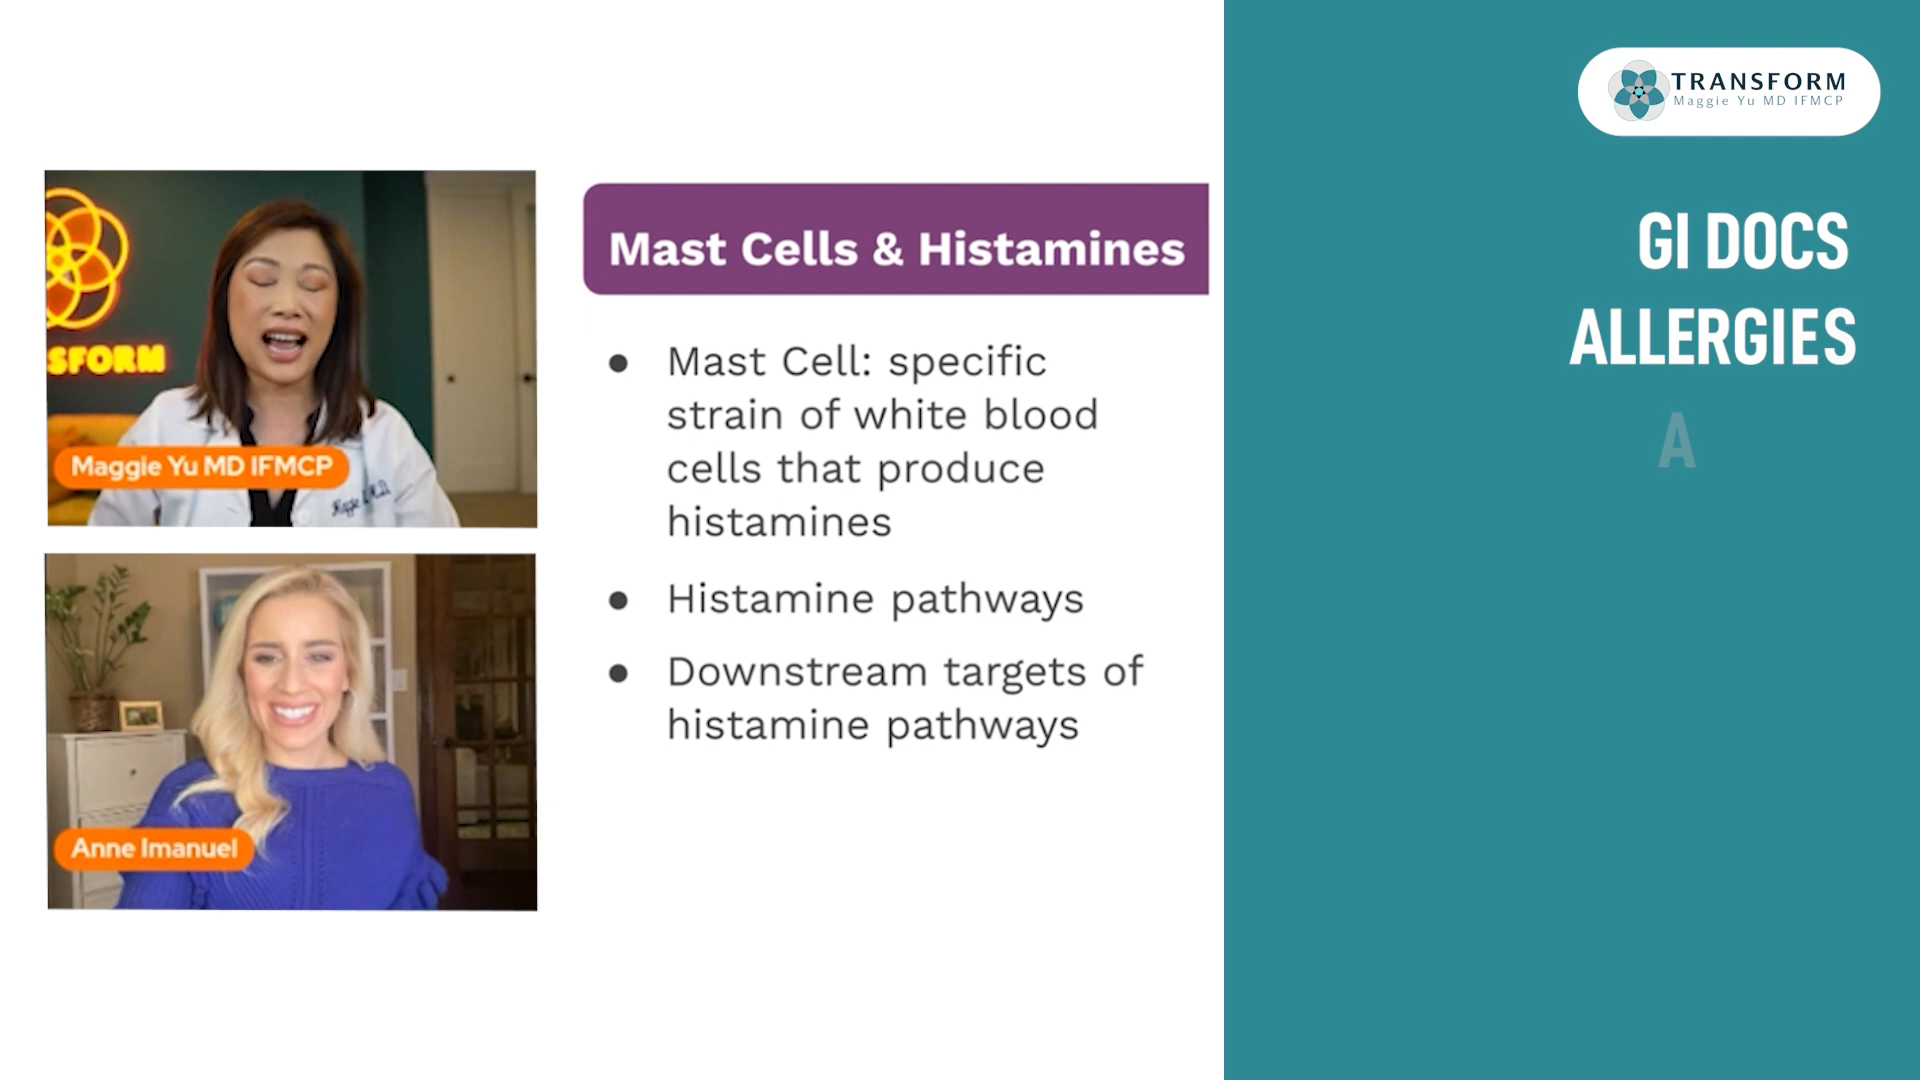 TRANSFORM
Maggie Yu MD IFMCP
GI DOCS
ALLERGIES
A
SFORM
Maggie Yu MD IFMCP
Anne Imanuel
Mast Cells & Histamines
● Mast Cell: specific
strain of white blood
cells that produce
histamines
● Histamine pathways
● Downstream targets of
histamine pathways